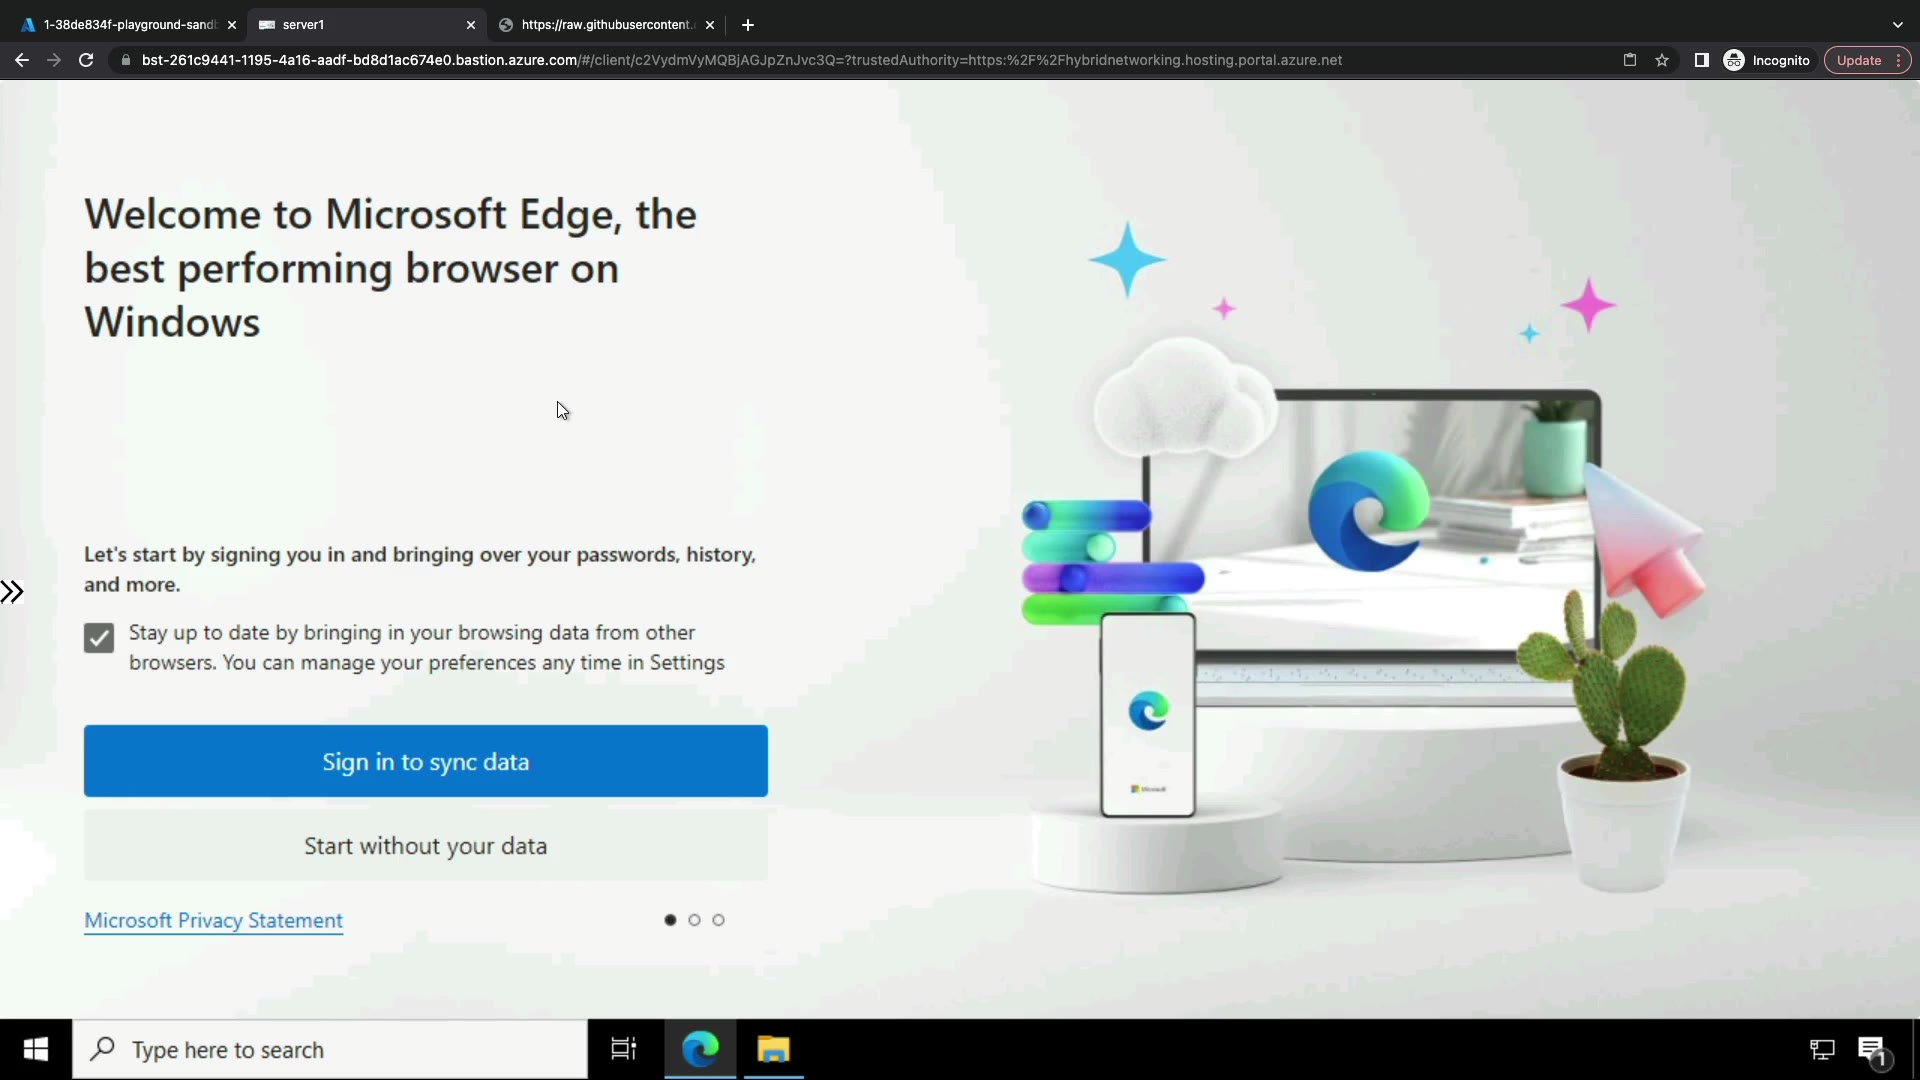 1-38de834f-playground-sandb
server1
https://raw.githubusercontent.c
bst-261c9441-1195-4a16-aadf-bd8d1ac674e0.bastion.azure.com/#/client/c2VydmVyMQBjAGJpZnJvc3Q=?trustedAuthority=https:%2F%2Fhybridnetworking.hosting.portal.azure.net
Incognito
Update
Welcome to Microsoft Edge, the
best performing browser on
Windows
Let's start by signing you in and bringing over your passwords, history,
and more.
Stay up to date by bringing in your browsing data from other
browsers. You can manage your preferences any time in Settings
Sign in to sync data
Start without your data
Microsoft Privacy Statement
Microsoft
Type here to search
1